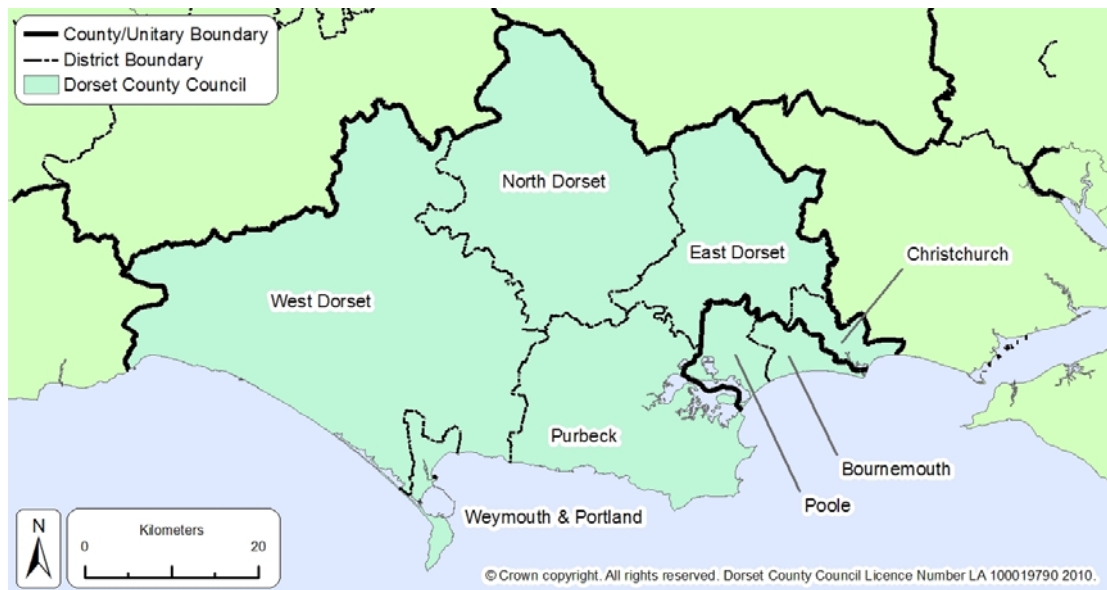 County/Unitary Boundary
District Boundary
Dorset County Council
North Dorset
East Dorset
Christchurch
West Dorset
Purbeck
Bournemouth
Poole
Weymouth & Portland
N
Kilometers
0 20
© Crown copyright. All rights reserved. Dorset County Council Licence Number LA 100019790 2010.